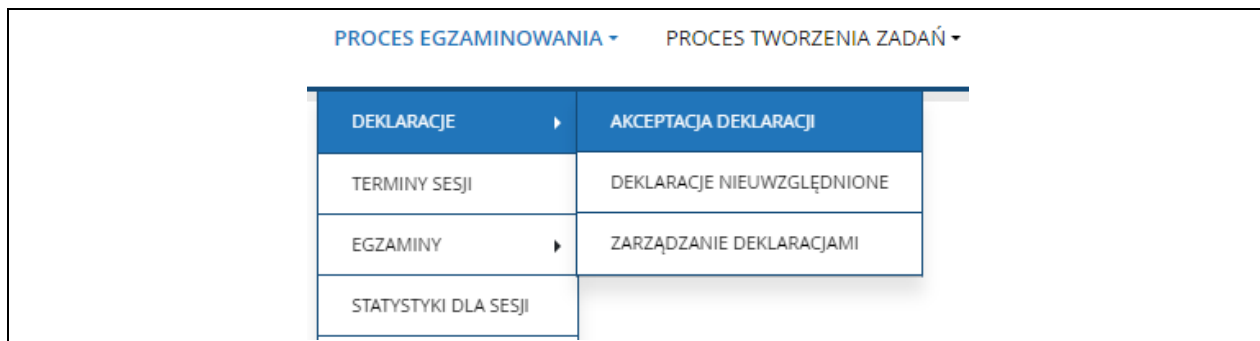 PROCES EGZAMINOWANIA PROCES TWORZENIA ZADAŃ
DEKLARACJE AKCEPTACJA DEKLARACJI
TERMINY SESJI DEKLARACJE NIEUWZGLĘDNIONE
EGZAMINY ZARZĄDZANIE DEKLARACJAMI
STATYSTYKI DLA SESJI